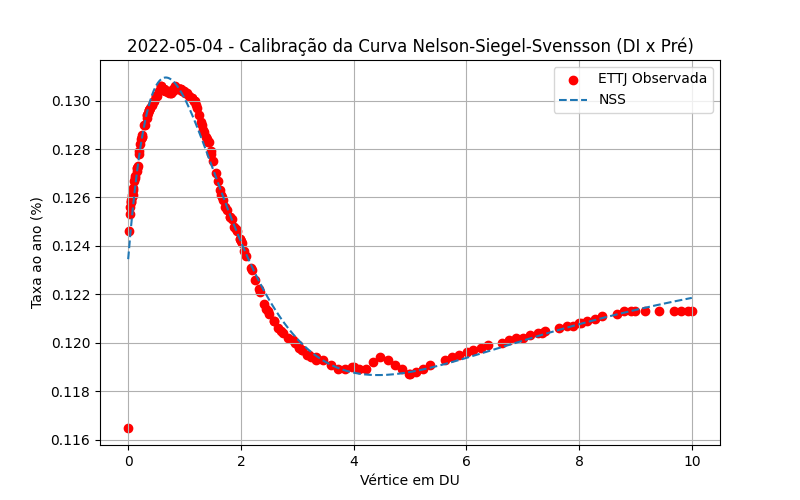 2022-05-04 - Calibração da Curva Nelson-Siegel-Svensson (DI x Pré)
ETTJ Observada
NSS
Taxa ao ano (%)
0.130
0.128
0.126
0.124
0.122
0.120
0.118
0.116
0 2 4 6 8 10
Vértice em DU